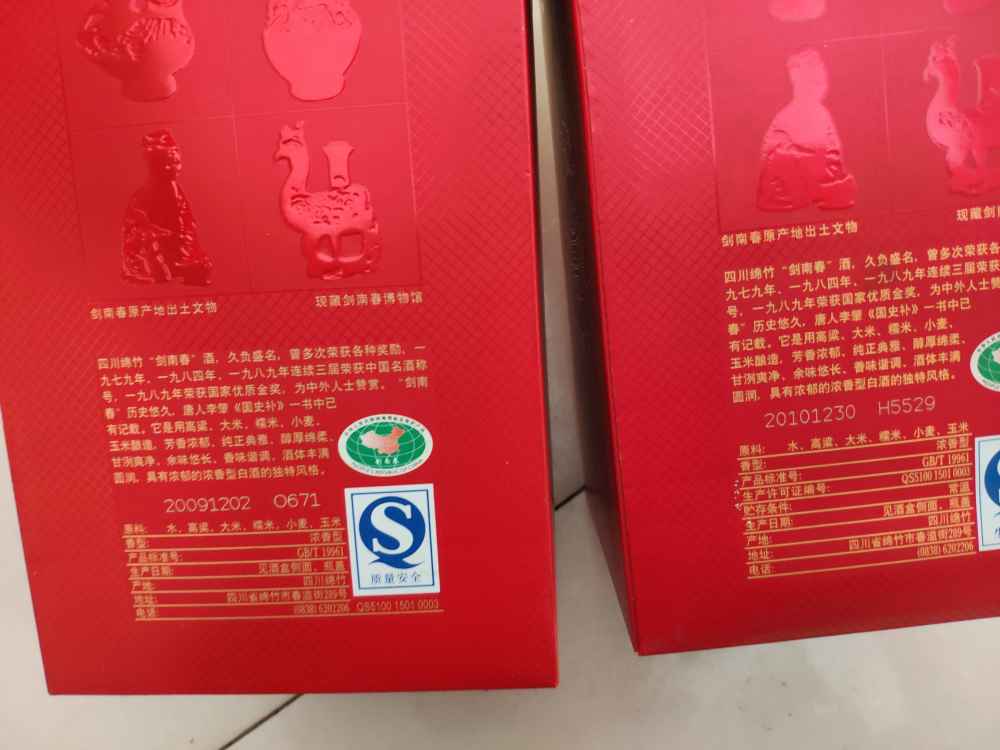 剑南春原产地出土文物
现藏剑南春博物馆
四川绵竹“剑南春”酒，久负盛名，曾多次荣获各种奖励，一
九七九年、一九八四年、一九八九年连续三届荣获中国名酒称
号，一九八九年荣获国家优质金奖，为中外人士赞赏。“剑南
春”历史悠久，唐人李肇《国史补》一书中已
有记载。它是用高粱、大米、糯米、小麦、
玉米酿造，芳香浓郁、纯正典雅、醇厚绵柔、
甘洌爽净、余味悠长、香味谐调、酒体丰满
圆润，具有浓郁的浓香型白酒的独特风格。
20091202 O671
原料: 水、高粱、大米、糯米、小麦、玉米
香型: 浓香型
产品标准号: GB/T 19961
生产日期: 见酒盒侧面、瓶盖
产地: 四川绵竹
地址: 四川省绵竹市春溢街289号
电话: (0838) 6202206 QS5100 1501 0003
S
质量安全
剑南春原产地出土文物
现藏剑
四川绵竹“剑南春”酒，久负盛名，曾多次荣获各
九七九年、一九八四年、一九八九年连续三届荣获
号，一九八九年荣获国家优质金奖，为中外人士赞
春”历史悠久，唐人李肇《国史补》一书中已
有记载。它是用高粱、大米、糯米、小麦、
玉米酿造，芳香浓郁、纯正典雅、醇厚绵柔、
甘洌爽净、余味悠长、香味谐调、酒体丰满
圆润，具有浓郁的浓香型白酒的独特风格。
20101230 H5529
原料: 水、高粱、大米、糯米、小麦、玉米
香型: 浓香型
产品标准号: GB/T 19961
生产许可证编号: QS5100 1501 0003
贮存条件: 常温
生产日期: 见酒盒侧面、瓶盖
产地: 四川绵竹
地址: 四川省绵竹市春溢街289号
电话: (0838) 6202206